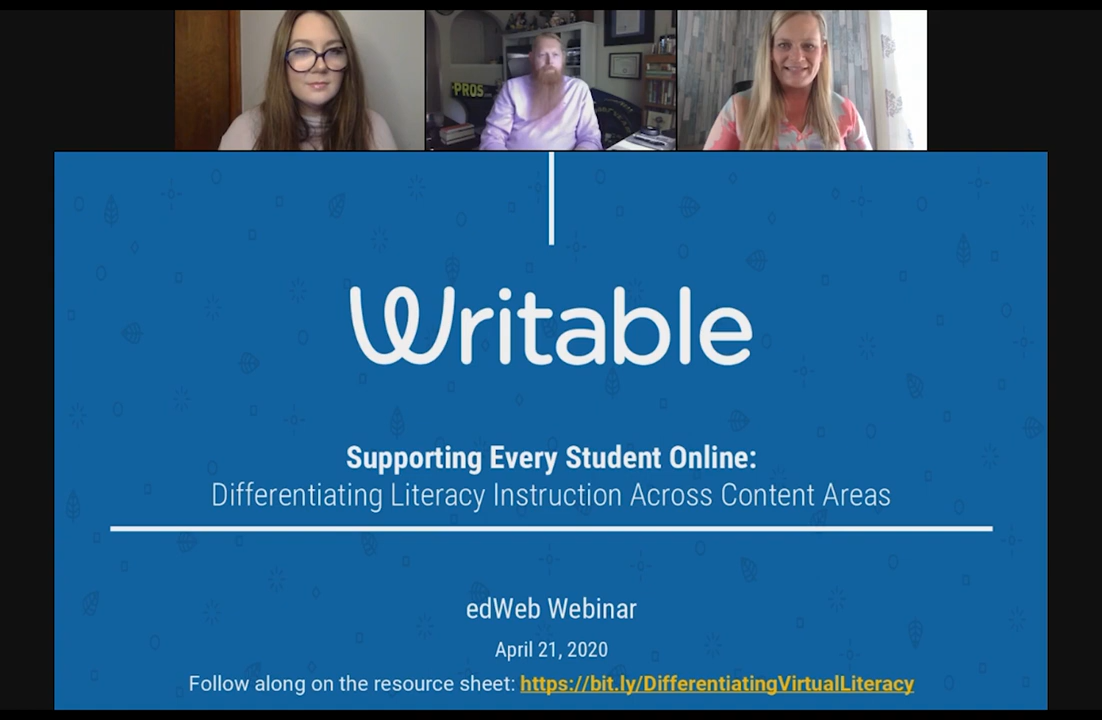 PROS
Writable
Supporting Every Student Online:
Differentiating Literacy Instruction Across Content Areas
edWeb Webinar
April 21, 2020
Follow along on the resource sheet: https://bit.ly/DifferentiatingVirtualLiteracy